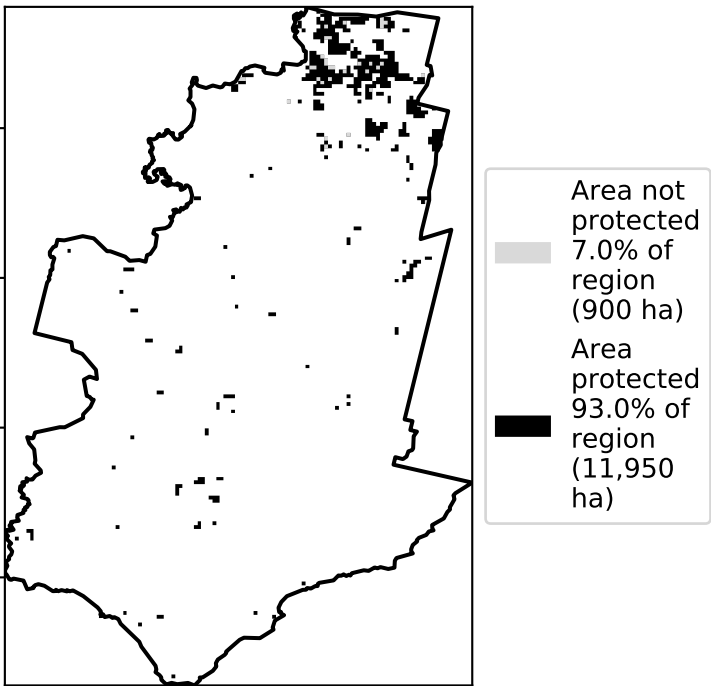 Area not
protected
7.0% of
region
(900 ha)
Area
protected
93.0% of
region
(11,950
ha)